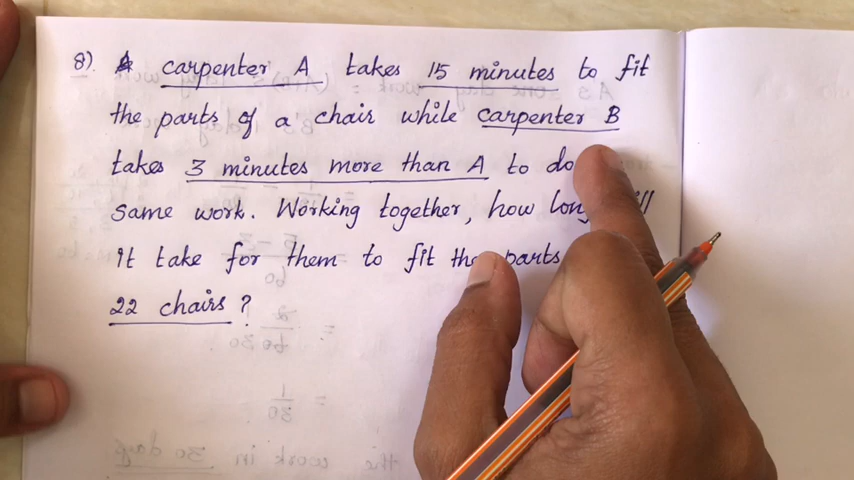 8). carpenter A takes 15 minutes to fit
the parts of a chair while carpenter B
takes 3 minutes more than A to do
same work. Working together, how long
it take for them to fit the parts
22 chairs ?